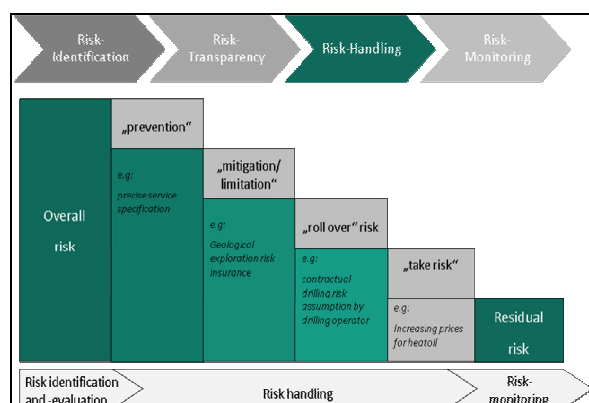 Risk-
Identification
Risk-
Transparency
Risk-Handling
Risk-
Monitoring
Overall
risk
„prevention“
e.g:
precise service
specification
„mitigation/
limitation“
e.g:
Geological
exploration risk
insurance
„roll over“ risk
e.g:
contractual
drilling risk
assumption by
drilling operator
„take risk“
e.g:
Increasing prices
for heatoil
Residual
risk
Risk identification
and -evaluation
Risk handling
Risk-
monitoring